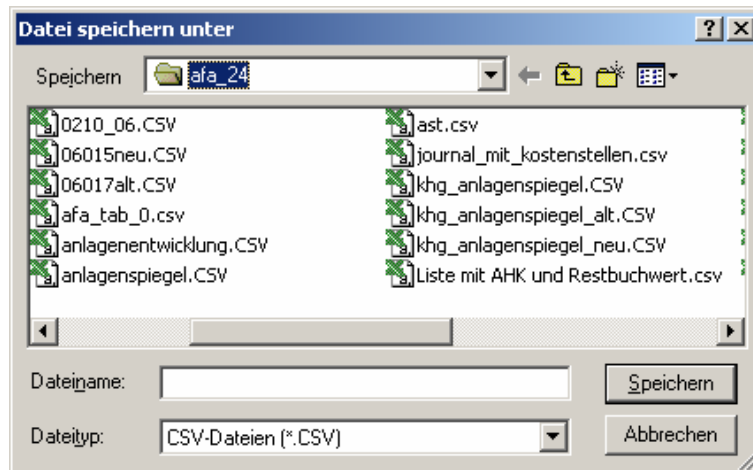 Datei speichern unter
Speichern afa_24
0210_06.CSV
06015neu.CSV
06017alt.CSV
afa_tab_0.csv
anlagenentwicklung.CSV
anlagenspiegel.CSV
ast.csv
journal_mit_kostenstellen.csv
khg_anlagenspiegel.CSV
khg_anlagenspiegel_alt.CSV
khg_anlagenspiegel_neu.CSV
Liste mit AHK und Restbuchwert.csv
Dateiname:
Speichern
Dateityp: CSV-Dateien (*.CSV)
Abbrechen